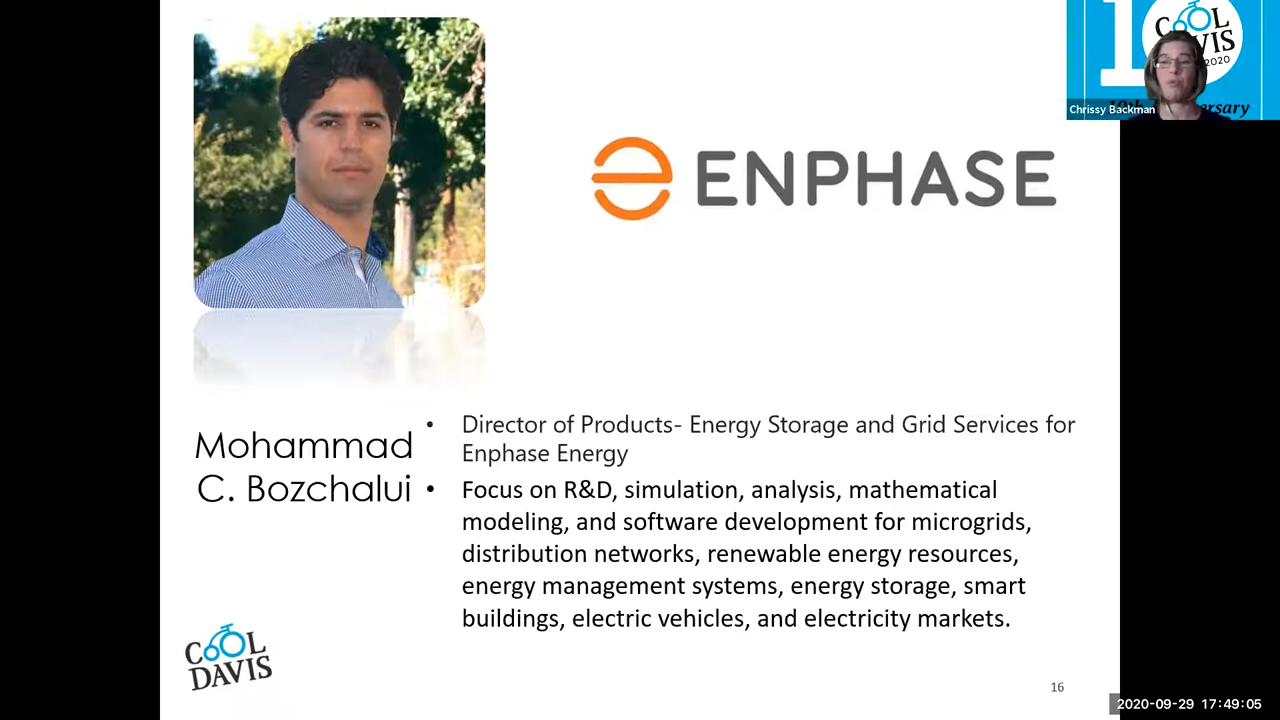 COOL
DAVIS
2020
10th Anniversary
Chrissy Backman
ENPHASE
Mohammad
C. Bozchalui
• Director of Products- Energy Storage and Grid Services for
Enphase Energy
• Focus on R&D, simulation, analysis, mathematical
modeling, and software development for microgrids,
distribution networks, renewable energy resources,
energy management systems, energy storage, smart
buildings, electric vehicles, and electricity markets.
COOL
DAVIS
16
2020-09-29 17:49:05